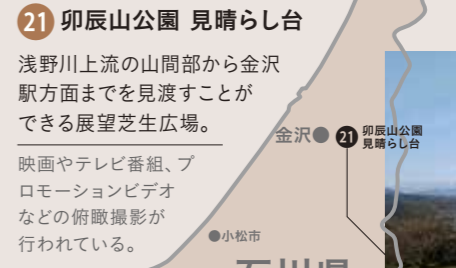 21 卯辰山公園 見晴らし台
浅野川上流の山間部から金沢
駅方面までを見渡すことが
できる展望芝生広場。
映画やテレビ番組、プ
ロモーションビデオ
などの俯瞰撮影が
行われている。
金沢 21 卯辰山公園
見晴らし台
小松市
石川県